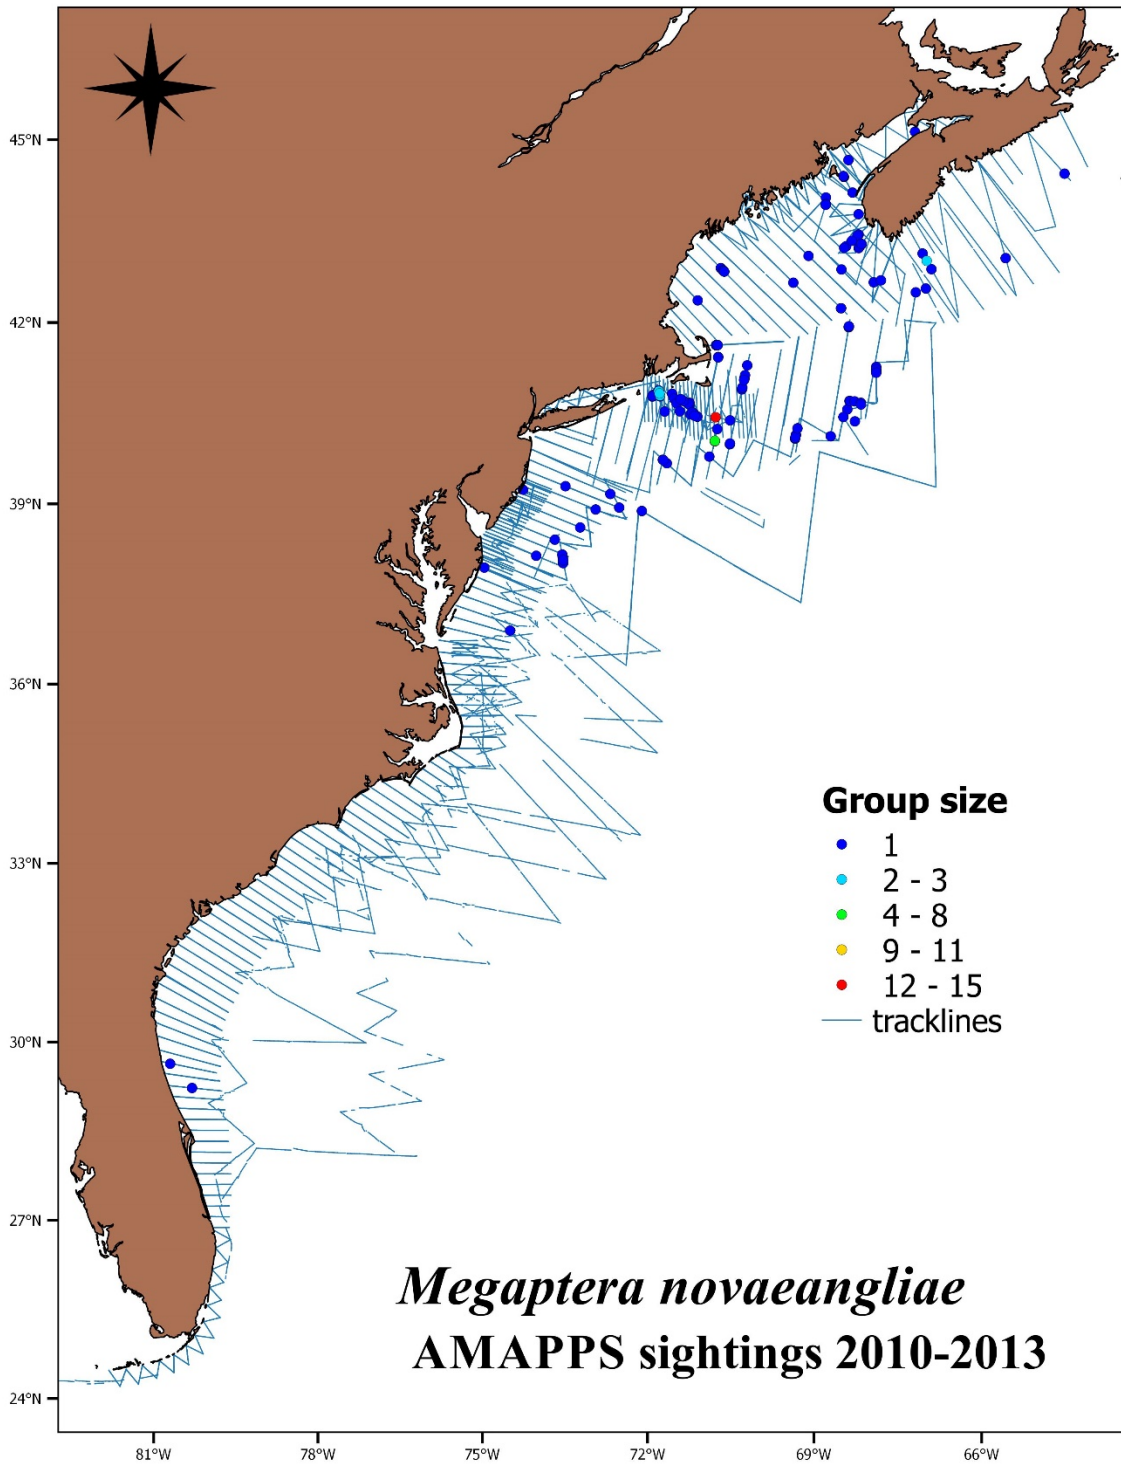 45°N
42°N
39°N
36°N
33°N
30°N
27°N
24°N
Group size
1
2 - 3
4 - 8
9 - 11
12 - 15
tracklines
Megaptera novaeangliae
AMAPPS sightings 2010-2013
81°W 78°W 75°W 72°W 69°W 66°W